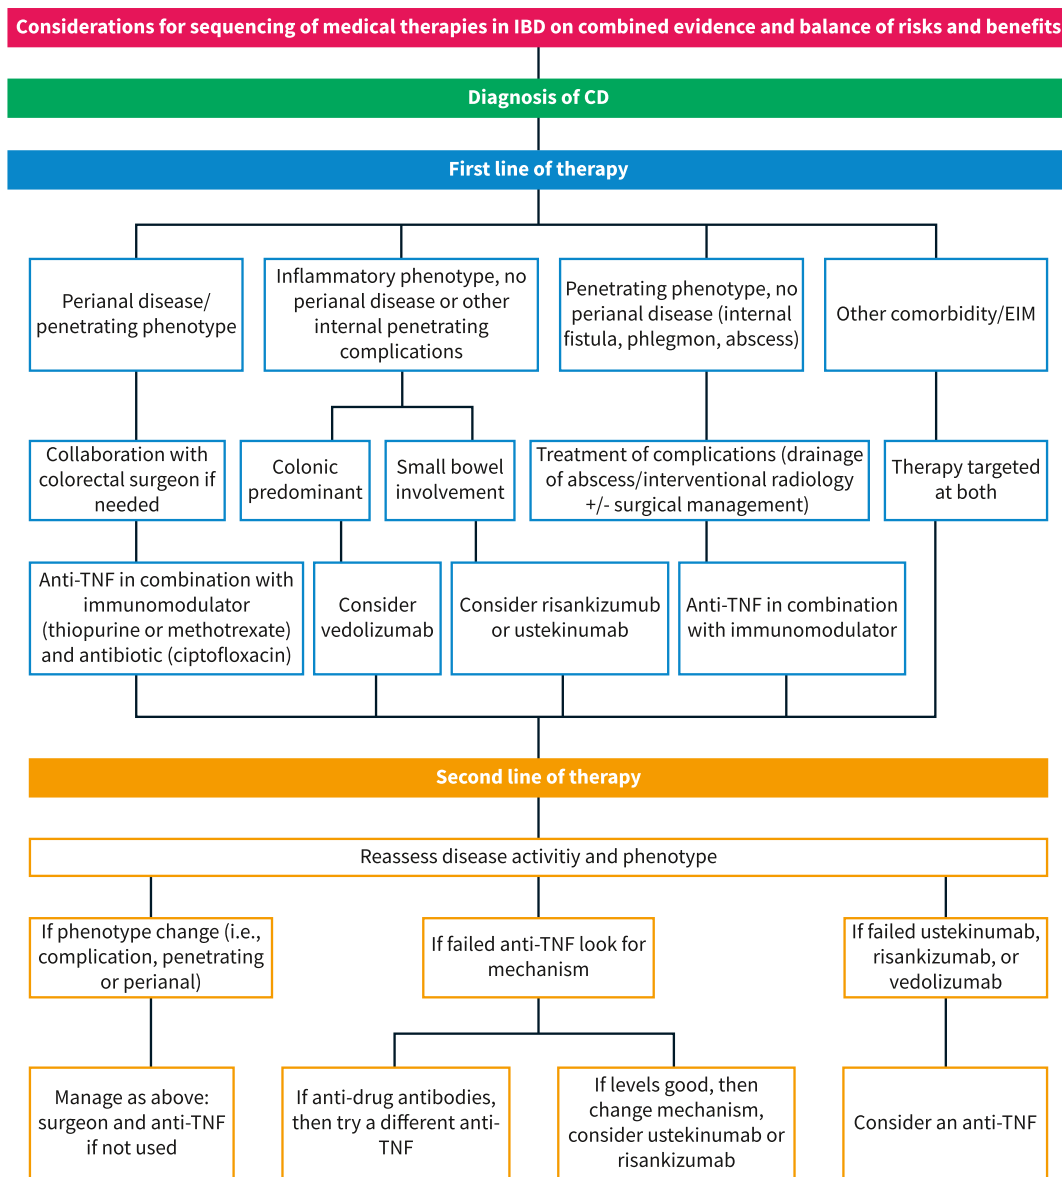 Considerations for sequencing of medical therapies in IBD on combined evidence and balance of risks and benefits
Diagnosis of CD
First line of therapy
Perianal disease/
penetrating phenotype
Inflammatory phenotype, no
perianal disease or other
internal penetrating
complications
Penetrating phenotype, no
perianal disease (internal
fistula, phlegmon, abscess)
Other comorbidity/EIM
Collaboration with
colorectal surgeon if
needed
Colonic
predominant
Small bowel
involvement
Treatment of complications (drainage
of abscess/interventional radiology
+/- surgical management)
Therapy targeted
at both
Anti-TNF in combination with
immunomodulator
(thiopurine or methotrexate)
and antibiotic (ciptofloxacin)
Consider
vedolizumab
Consider risankizumub
or ustekinumab
Anti-TNF in combination
with immunomodulator
Second line of therapy
Reassess disease activitiy and phenotype
If phenotype change (i.e.,
complication, penetrating
or perianal)
If failed anti-TNF look for
mechanism
If failed ustekinumab,
risankizumab, or
vedolizumab
Manage as above:
surgeon and anti-TNF
if not used
If anti-drug antibodies,
then try a different anti-
TNF
If levels good, then
change mechanism,
consider ustekinumab or
risankizumab
Consider an anti-TNF